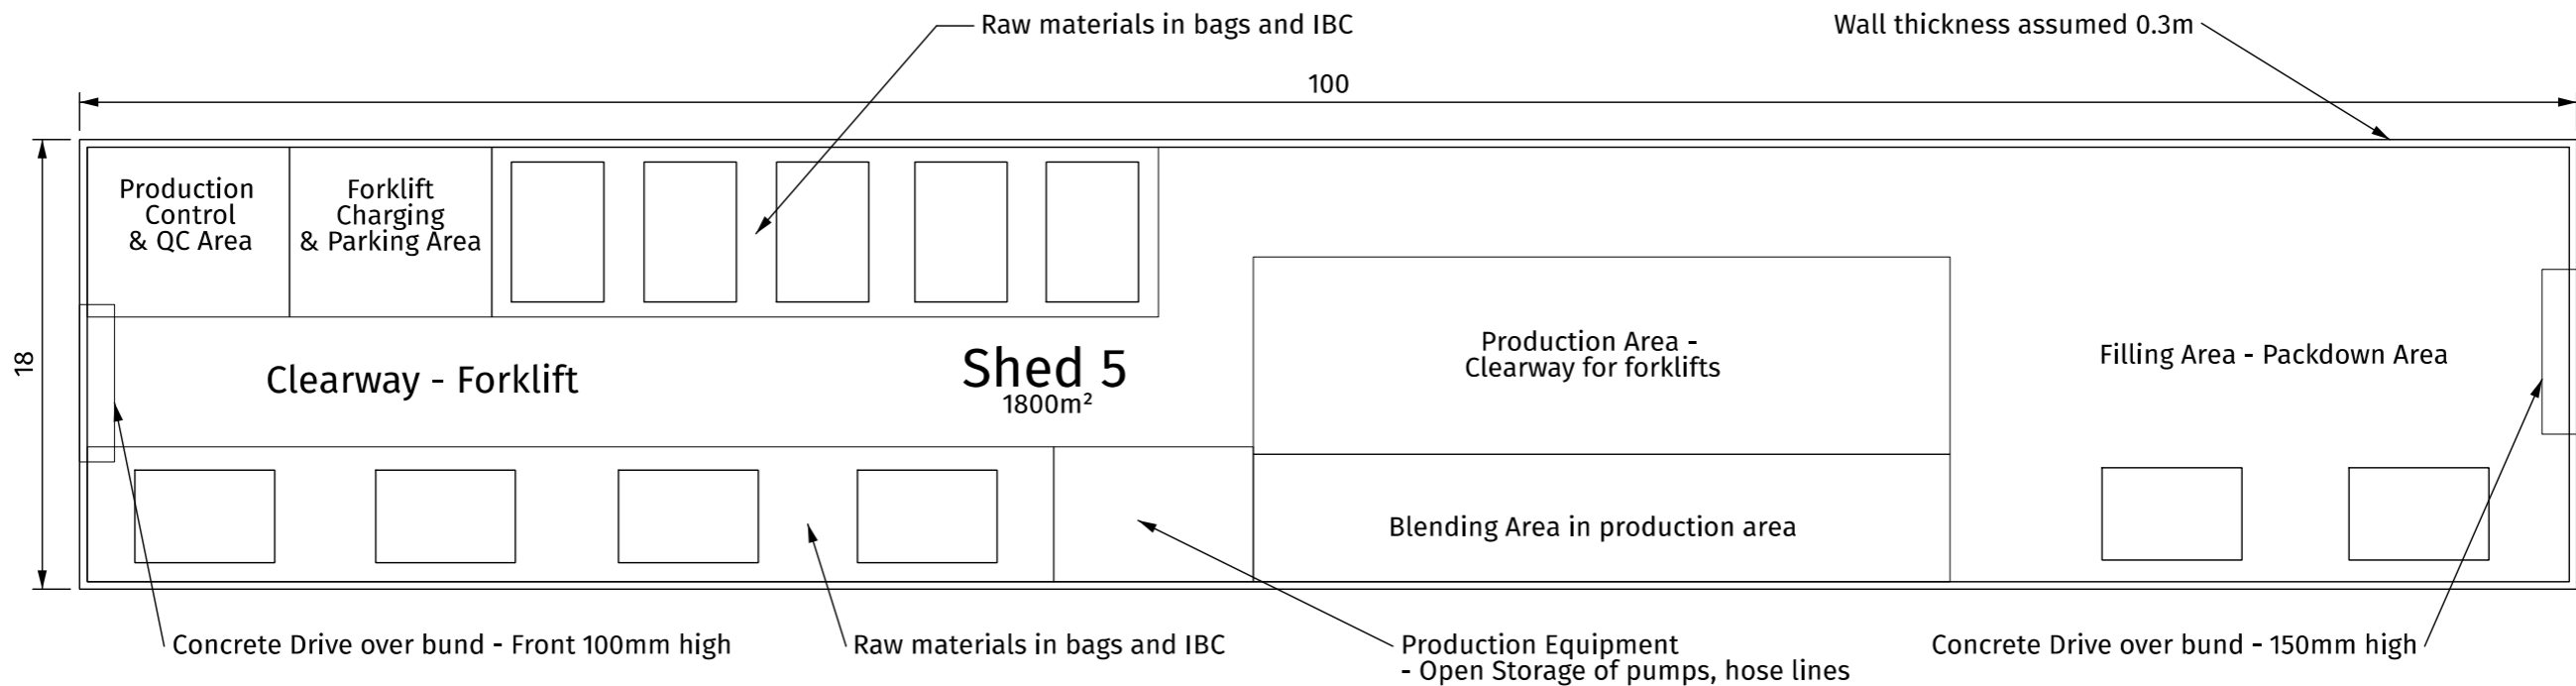 Raw materials in bags and IBC
Wall thickness assumed 0.3m
100
18
Production
Control
& QC Area
Forklift
Charging
& Parking Area
Clearway - Forklift
Shed 5
1800m²
Production Area -
Clearway for forklifts
Filling Area - Packdown Area
Blending Area in production area
Concrete Drive over bund - Front 100mm high
Raw materials in bags and IBC
Production Equipment
- Open Storage of pumps, hose lines
Concrete Drive over bund - 150mm high